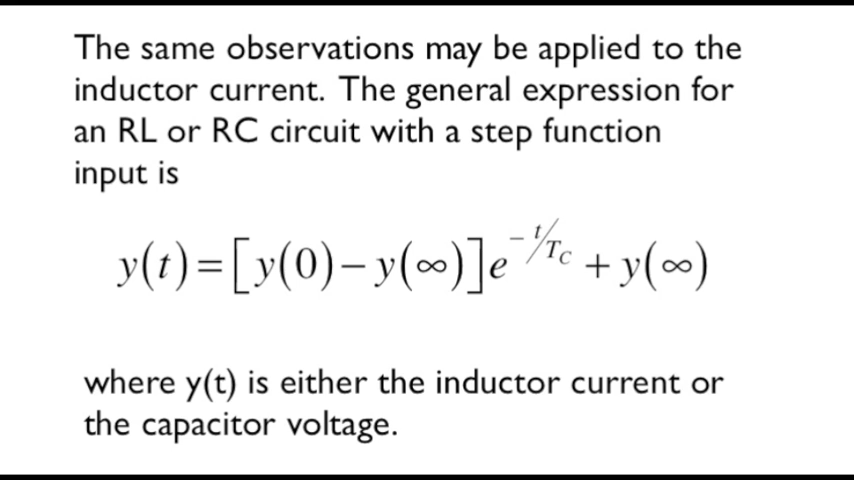 The same observations may be applied to the
inductor current. The general expression for
an RL or RC circuit with a step function
input is
y(t)=[y(0)−y(∞)]e^{−t/T_C}+y(∞)
where y(t) is either the inductor current or
the capacitor voltage.